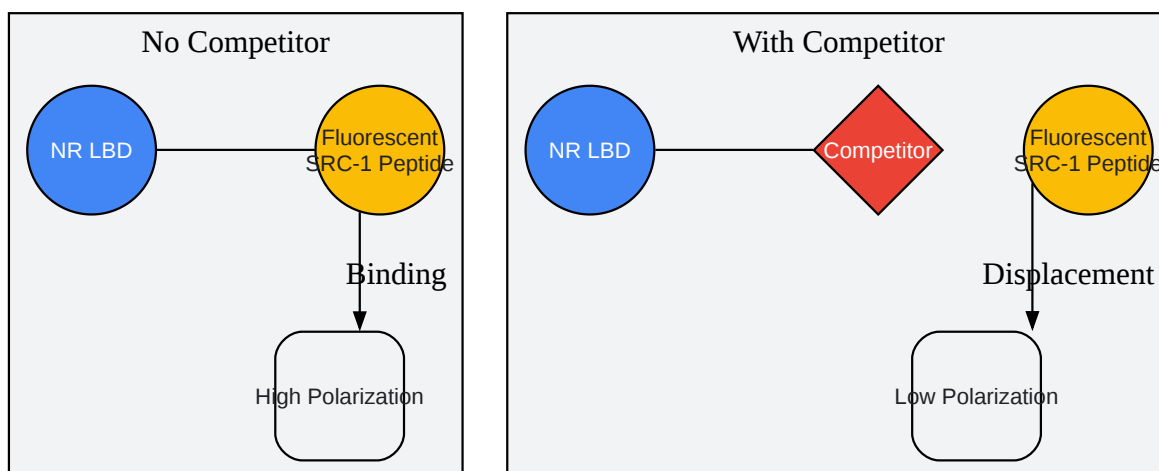 No Competitor
NR LBD
Fluorescent
SRC-1 Peptide
Binding
High Polarization
With Competitor
NR LBD
Competitor
Fluorescent
SRC-1 Peptide
Displacement
Low Polarization